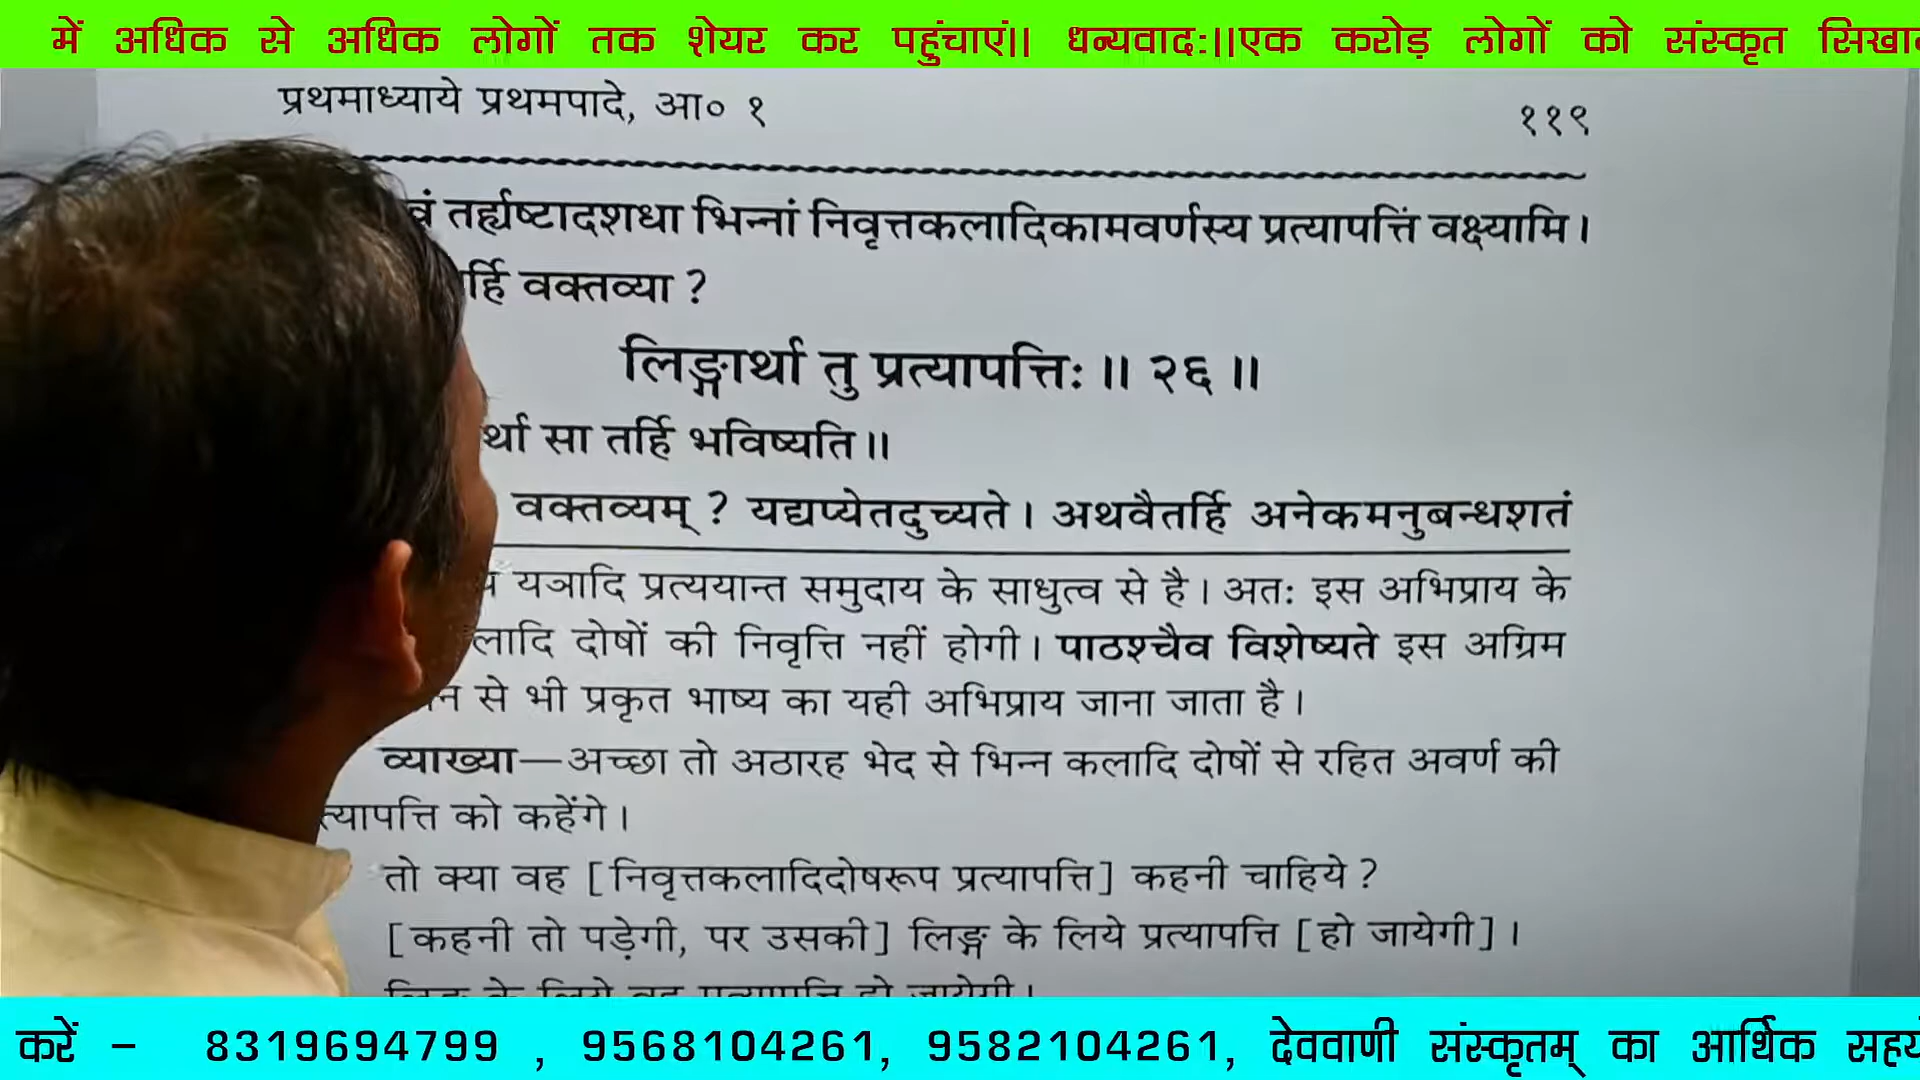 में अधिक से अधिक लोगों तक शेयर कर पहुंचाएं॥ धन्यवादः॥एक करोड़ लोगों को संस्कृत
प्रथमाध्याये प्रथमपादे, आ० १ ११९
तर्ह्यष्टादशधा भिन्नां निवृत्तकलादिकामवर्णस्य प्रत्यापत्तिं वक्ष्यामि।
वक्तव्या ?
लिङ्गार्था तु प्रत्यापत्तिः॥ २६॥
सा तर्हि भविष्यति॥
वक्तव्यम् ? यद्यप्येतदुच्यते। अथवैतर्हि अनेकमनुबन्धशतं
यञादि प्रत्ययान्त समुदाय के साधुत्व से है। अतः इस अभिप्राय के
दोषों की निवृत्ति नहीं होगी। पाठश्चैव विशेष्यते इस अग्रिम
से भी प्रकृत भाष्य का यही अभिप्राय जाना जाता है।
व्याख्या—अच्छा तो अठारह भेद से भिन्न कलादि दोषों से रहित अवर्ण की
को कहेंगे।
तो क्या वह [निवृत्तकलादिदोषरूप प्रत्यापत्ति] कहनी चाहिये ?
[कहनी तो पड़ेगी, पर उसकी] लिङ्ग के लिये प्रत्यापत्ति [हो जायेगी]।
करें - 8319694799 , 9568104261, 9582104261, देववाणी संस्कृतम् का आर्थिक